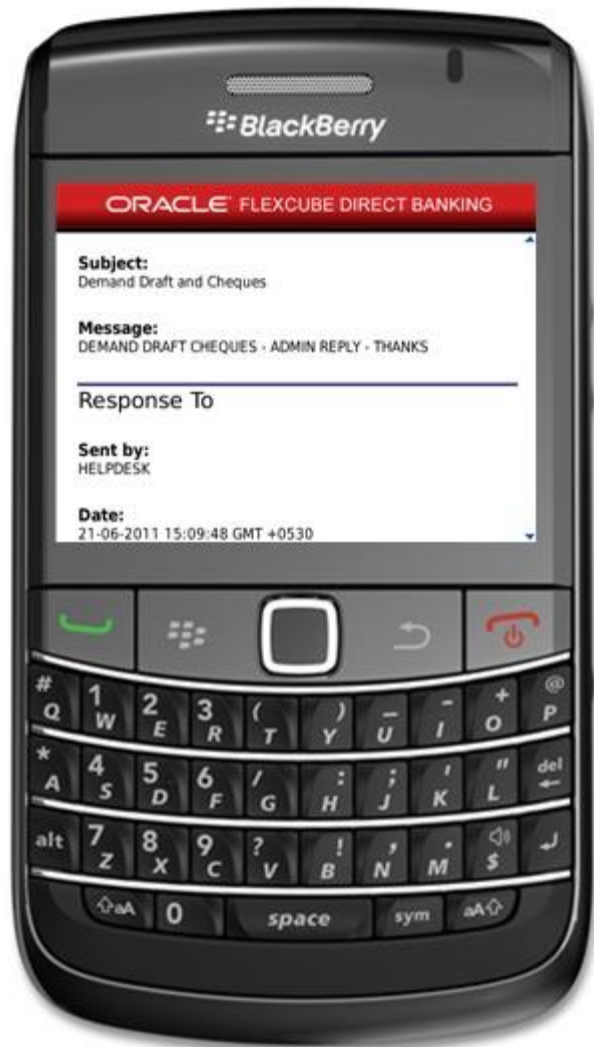 BlackBerry
ORACLE FLEXCUBE DIRECT BANKING
Subject:
Demand Draft and Cheques
Message:
DEMAND DRAFT CHEQUES - ADMIN REPLY - THANKS
Response To
Sent by:
HELPDESK
Date:
21-06-2011 15:09:48 GMT +0530
# 1 2 3 ( ) _ - + @
Q W E R T Y U I O P
* 4 5 6 / : ; ' " del
A S D F G H J K L
alt 7 8 9 ? ! , . $
Z X C V B N M
aA 0 space sym aA